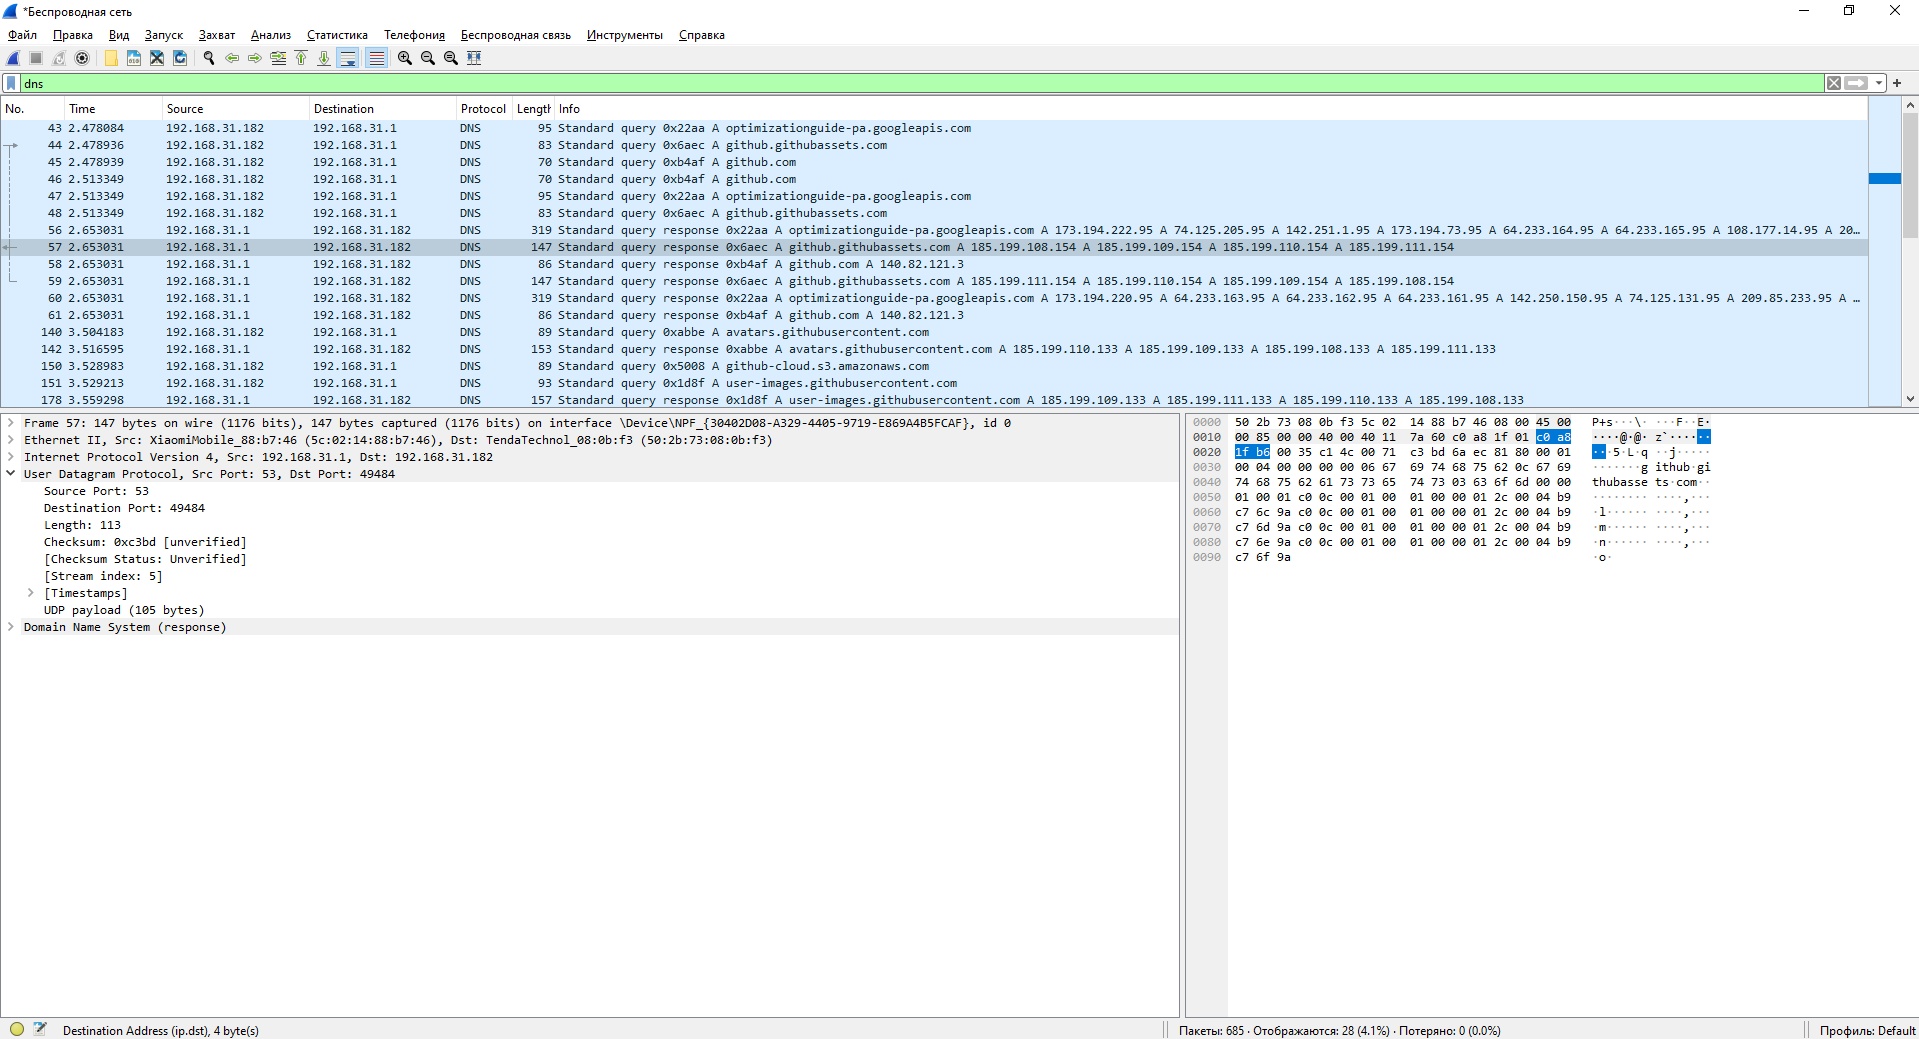 *Беспроводная сеть
Файл Правка Вид Запуск Захват Анализ Статистика Телефония Беспроводная связь Инструменты Справка
dns
No. Time Source Destination Protocol Length Info
43 2.478084 192.168.31.182 192.168.31.1 DNS 95 Standard query 0x22aa A optimizationguide-pa.googleapis.com
44 2.478936 192.168.31.182 192.168.31.1 DNS 83 Standard query 0x6aec A github.githubassets.com
45 2.478939 192.168.31.182 192.168.31.1 DNS 70 Standard query 0xb4af A github.com
46 2.513349 192.168.31.182 192.168.31.1 DNS 70 Standard query 0xb4af A github.com
47 2.513349 192.168.31.182 192.168.31.1 DNS 95 Standard query 0x22aa A optimizationguide-pa.googleapis.com
48 2.513349 192.168.31.182 192.168.31.1 DNS 83 Standard query 0x6aec A github.githubassets.com
56 2.653031 192.168.31.1 192.168.31.182 DNS 319 Standard query response 0x22aa A optimizationguide-pa.googleapis.com A 173.194.222.95 A 74.125.205.95 A 142.251.1.95 A 173.194.73.95 A 64.233.164.95 A 64.233.165.95 A 108.177.14.95 A 20…
57 2.653031 192.168.31.1 192.168.31.182 DNS 147 Standard query response 0x6aec A github.githubassets.com A 185.199.108.154 A 185.199.109.154 A 185.199.110.154 A 185.199.111.154
58 2.653031 192.168.31.1 192.168.31.182 DNS 86 Standard query response 0xb4af A github.com A 140.82.121.3
59 2.653031 192.168.31.1 192.168.31.182 DNS 147 Standard query response 0x6aec A github.githubassets.com A 185.199.111.154 A 185.199.110.154 A 185.199.109.154 A 185.199.108.154
60 2.653031 192.168.31.1 192.168.31.182 DNS 319 Standard query response 0x22aa A optimizationguide-pa.googleapis.com A 173.194.220.95 A 64.233.163.95 A 64.233.162.95 A 64.233.161.95 A 142.250.150.95 A 74.125.131.95 A 209.85.233.95 A …
61 2.653031 192.168.31.1 192.168.31.182 DNS 86 Standard query response 0xb4af A github.com A 140.82.121.3
140 3.504183 192.168.31.182 192.168.31.1 DNS 89 Standard query 0xabbe A avatars.githubusercontent.com
142 3.516595 192.168.31.1 192.168.31.182 DNS 153 Standard query response 0xabbe A avatars.githubusercontent.com A 185.199.110.133 A 185.199.109.133 A 185.199.108.133 A 185.199.111.133
150 3.528983 192.168.31.182 192.168.31.1 DNS 89 Standard query 0x5008 A github-cloud.s3.amazonaws.com
151 3.529213 192.168.31.182 192.168.31.1 DNS 93 Standard query 0x1d8f A user-images.githubusercontent.com
178 3.559298 192.168.31.1 192.168.31.182 DNS 157 Standard query response 0x1d8f A user-images.githubusercontent.com A 185.199.109.133 A 185.199.111.133 A 185.199.110.133 A 185.199.108.133
Frame 57: 147 bytes on wire (1176 bits), 147 bytes captured (1176 bits) on interface \Device\NPF_{30402D08-A329-4405-9719-E869A4B5FCAF}, id 0
Ethernet II, Src: XiaomiMobile_88:b7:46 (5c:02:14:88:b7:46), Dst: TendaTechnol_08:0b:f3 (50:2b:73:08:0b:f3)
Internet Protocol Version 4, Src: 192.168.31.1, Dst: 192.168.31.182
User Datagram Protocol, Src Port: 53, Dst Port: 49484
Source Port: 53
Destination Port: 49484
Length: 113
Checksum: 0xc3bd [unverified]
[Checksum Status: Unverified]
[Stream index: 5]
[Timestamps]
UDP payload (105 bytes)
Domain Name System (response)
0000 50 2b 73 08 0b f3 5c 02 14 88 b7 46 08 00 45 00 P+s···\· ···F··E·
0010 00 85 00 00 40 00 40 11 7a 60 c0 a8 1f 01 c0 a8 ····@·@· z`······
0020 1f b6 00 35 c1 4c 00 71 c3 bd 6a ec 81 80 00 01 ···5·L·q ··j·····
0030 00 04 00 00 00 00 06 67 69 74 68 75 62 0c 67 69 ·······g ithub·gi
0040 74 68 75 62 61 73 73 65 74 73 03 63 6f 6d 00 00 thubasse ts·com··
0050 01 00 01 c0 0c 00 01 00 01 00 00 01 2c 00 04 b9 ········ ····,···
0060 c7 6c 9a c0 0c 00 01 00 01 00 00 01 2c 00 04 b9 ·l······ ····,···
0070 c7 6d 9a c0 0c 00 01 00 01 00 00 01 2c 00 04 b9 ·m······ ····,···
0080 c7 6e 9a c0 0c 00 01 00 01 00 00 01 2c 00 04 b9 ·n······ ····,···
0090 c7 6f 9a ·o·
Destination Address (ip.dst), 4 byte(s) Пакеты: 685 · Отображаются: 28 (4.1%) · Потеряно: 0 (0.0%) Профиль: Default